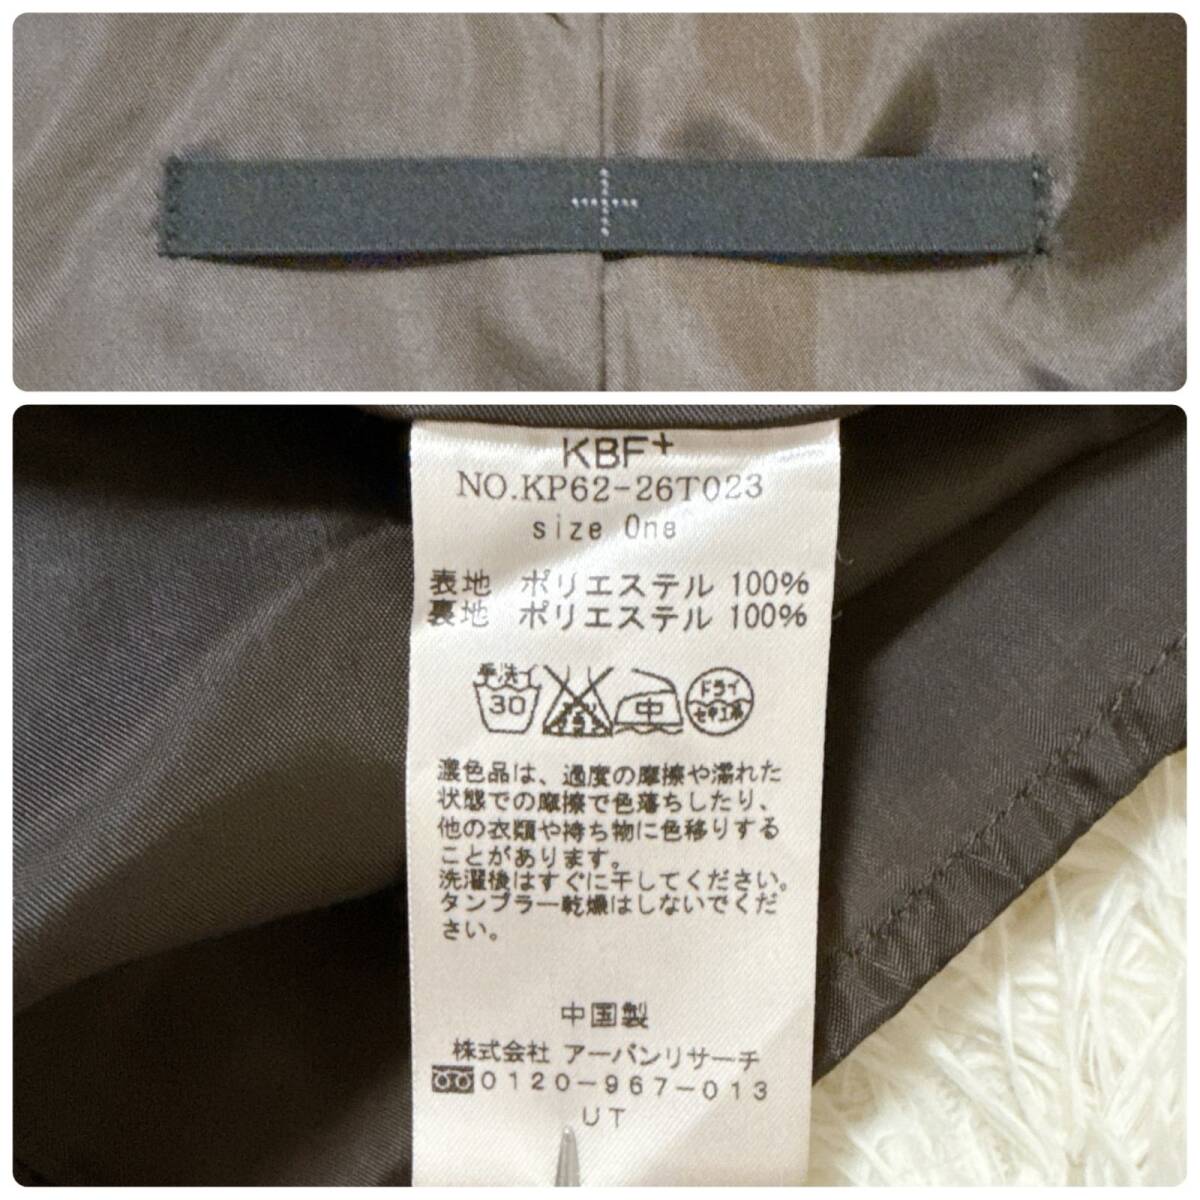 KBF+
NO.KP62-26T023
size One
表地 ポリエステル 100%
裏地 ポリエステル 100%
手洗イ
30
中
ドライ
セキユ系
濃色品は、過度の摩擦や濡れた
状態での摩擦で色落ちしたり、
他の衣類や持ち物に色移りする
ことがあります。
洗濯後はすぐに干してください。
タンブラー乾燥はしないでくだ
さい。
中国製
株式会社 アーバンリサーチ
0120-967-013
UT